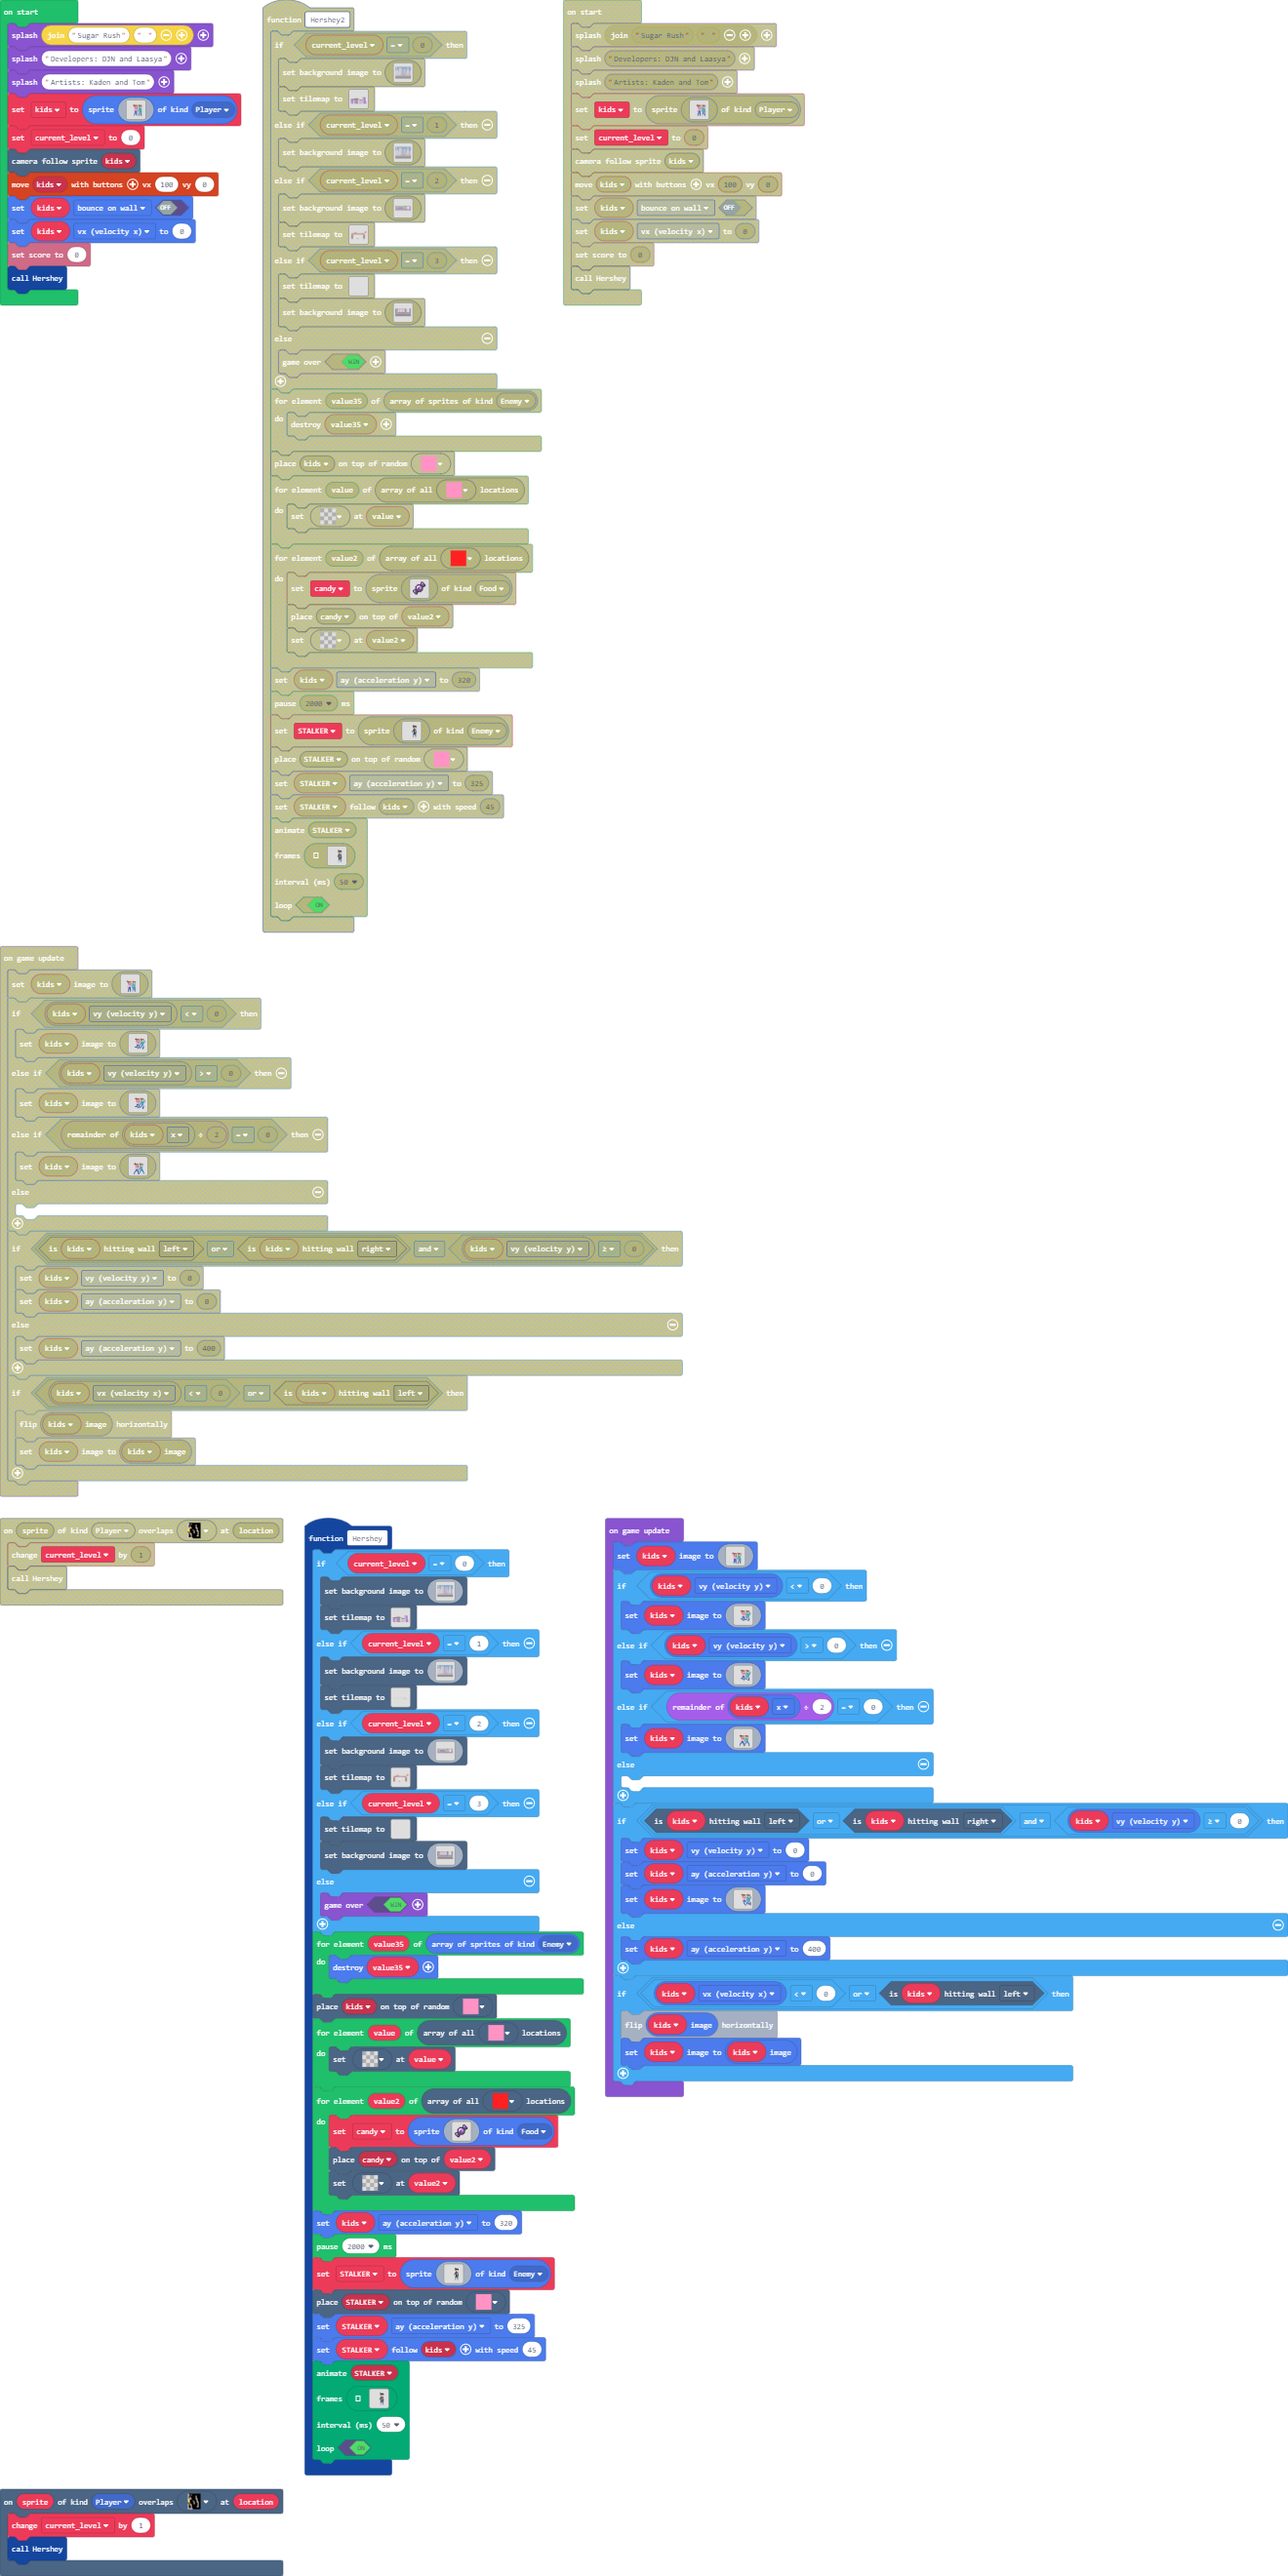 on start
splash join "Sugar Rush" " "
splash "Developers: DJN and Laasya"
splash "Artists: Kaden and Tom"
set kids to sprite of kind Player
set current_level to 0
camera follow sprite kids
move kids with buttons vx 100 vy 0
set kids bounce on wall OFF
set kids vx (velocity x) to 0
set score to 0
call Hershey
function Hershey2
if current_level = 0 then
set background image to
set tilemap to
else if current_level = 1 then
set background image to
else if current_level = 2 then
set background image to
set tilemap to
else if current_level = 3 then
set tilemap to
set background image to
else
game over WIN
for element value35 of array of sprites of kind Enemy
do
destroy value35
place kids on top of random
for element value of array of all locations
do
set at value
for element value2 of array of all locations
do
set candy to sprite of kind Food
place candy on top of value2
set at value2
set kids ay (acceleration y) to 320
pause 2000 ms
set STALKER to sprite of kind Enemy
place STALKER on top of random
set STALKER ay (acceleration y) to 325
set STALKER follow kids with speed 45
animate STALKER
frames
interval (ms) 50
loop ON
on start
splash join "Sugar Rush" " "
splash "Developers: DJN and Laasya"
splash "Artists: Kaden and Tom"
set kids to sprite of kind Player
set current_level to 0
camera follow sprite kids
move kids with buttons vx 100 vy 0
set kids bounce on wall OFF
set kids vx (velocity x) to 0
set score to 0
call Hershey
on game update
set kids image to
if kids vy (velocity y) < 0 then
set kids image to
else if kids vy (velocity y) > 0 then
set kids image to
else if remainder of kids x ÷ 2 = 0 then
set kids image to
else
if is kids hitting wall left or is kids hitting wall right and kids vy (velocity y) ≥ 0 then
set kids vy (velocity y) to 0
set kids ay (acceleration y) to 0
else
set kids ay (acceleration y) to 400
if kids vx (velocity x) < 0 or is kids hitting wall left then
flip kids image horizontally
set kids image to kids image
on sprite of kind Player overlaps at location
change current_level by 1
call Hershey
function Hershey
if current_level = 0 then
set background image to
set tilemap to
else if current_level = 1 then
set background image to
set tilemap to
else if current_level = 2 then
set background image to
set tilemap to
else if current_level = 3 then
set tilemap to
set background image to
else
game over WIN
for element value35 of array of sprites of kind Enemy
do
destroy value35
place kids on top of random
for element value of array of all locations
do
set at value
for element value2 of array of all locations
do
set candy to sprite of kind Food
place candy on top of value2
set at value2
set kids ay (acceleration y) to 320
pause 2000 ms
set STALKER to sprite of kind Enemy
place STALKER on top of random
set STALKER ay (acceleration y) to 325
set STALKER follow kids with speed 45
animate STALKER
frames
interval (ms) 50
loop ON
on game update
set kids image to
if kids vy (velocity y) < 0 then
set kids image to
else if kids vy (velocity y) > 0 then
set kids image to
else if remainder of kids x ÷ 2 = 0 then
set kids image to
else
if is kids hitting wall left or is kids hitting wall right and kids vy (velocity y) ≥ 0 then
set kids vy (velocity y) to 0
set kids ay (acceleration y) to 0
set kids image to
else
set kids ay (acceleration y) to 400
if kids vx (velocity x) < 0 or is kids hitting wall left then
flip kids image horizontally
set kids image to kids image
on sprite of kind Player overlaps at location
change current_level by 1
call Hershey